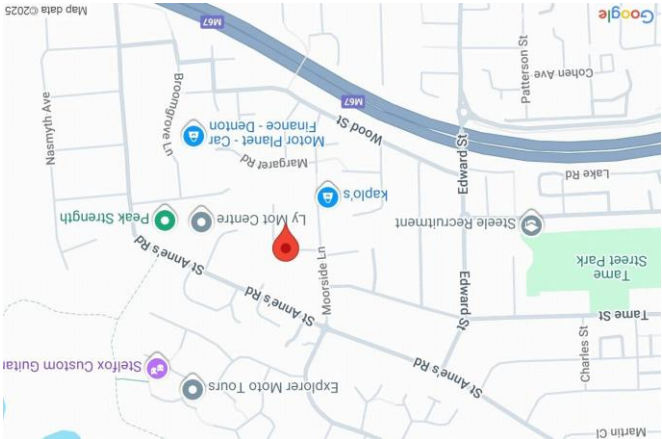 Martin Cl
Explorer Moto Tours
St Anne's Rd
Stelfox Custom Guitar
Charles St
Tame St
St Anne's Rd
Edward St
Moorside Ln
Tame
Street Park
St Anne's Rd
Steele Recruitment
Ly Mot Centre
Peak Strength
kaplo's
Lake Rd
Edward St
Margaret Rd
Motor Planet - Car
Finance - Denton
Wood St
Nasmyth Ave
Broomgrove Ln
M67
Cohen Ave
Patterson St
M67
Google
Map data ©2025